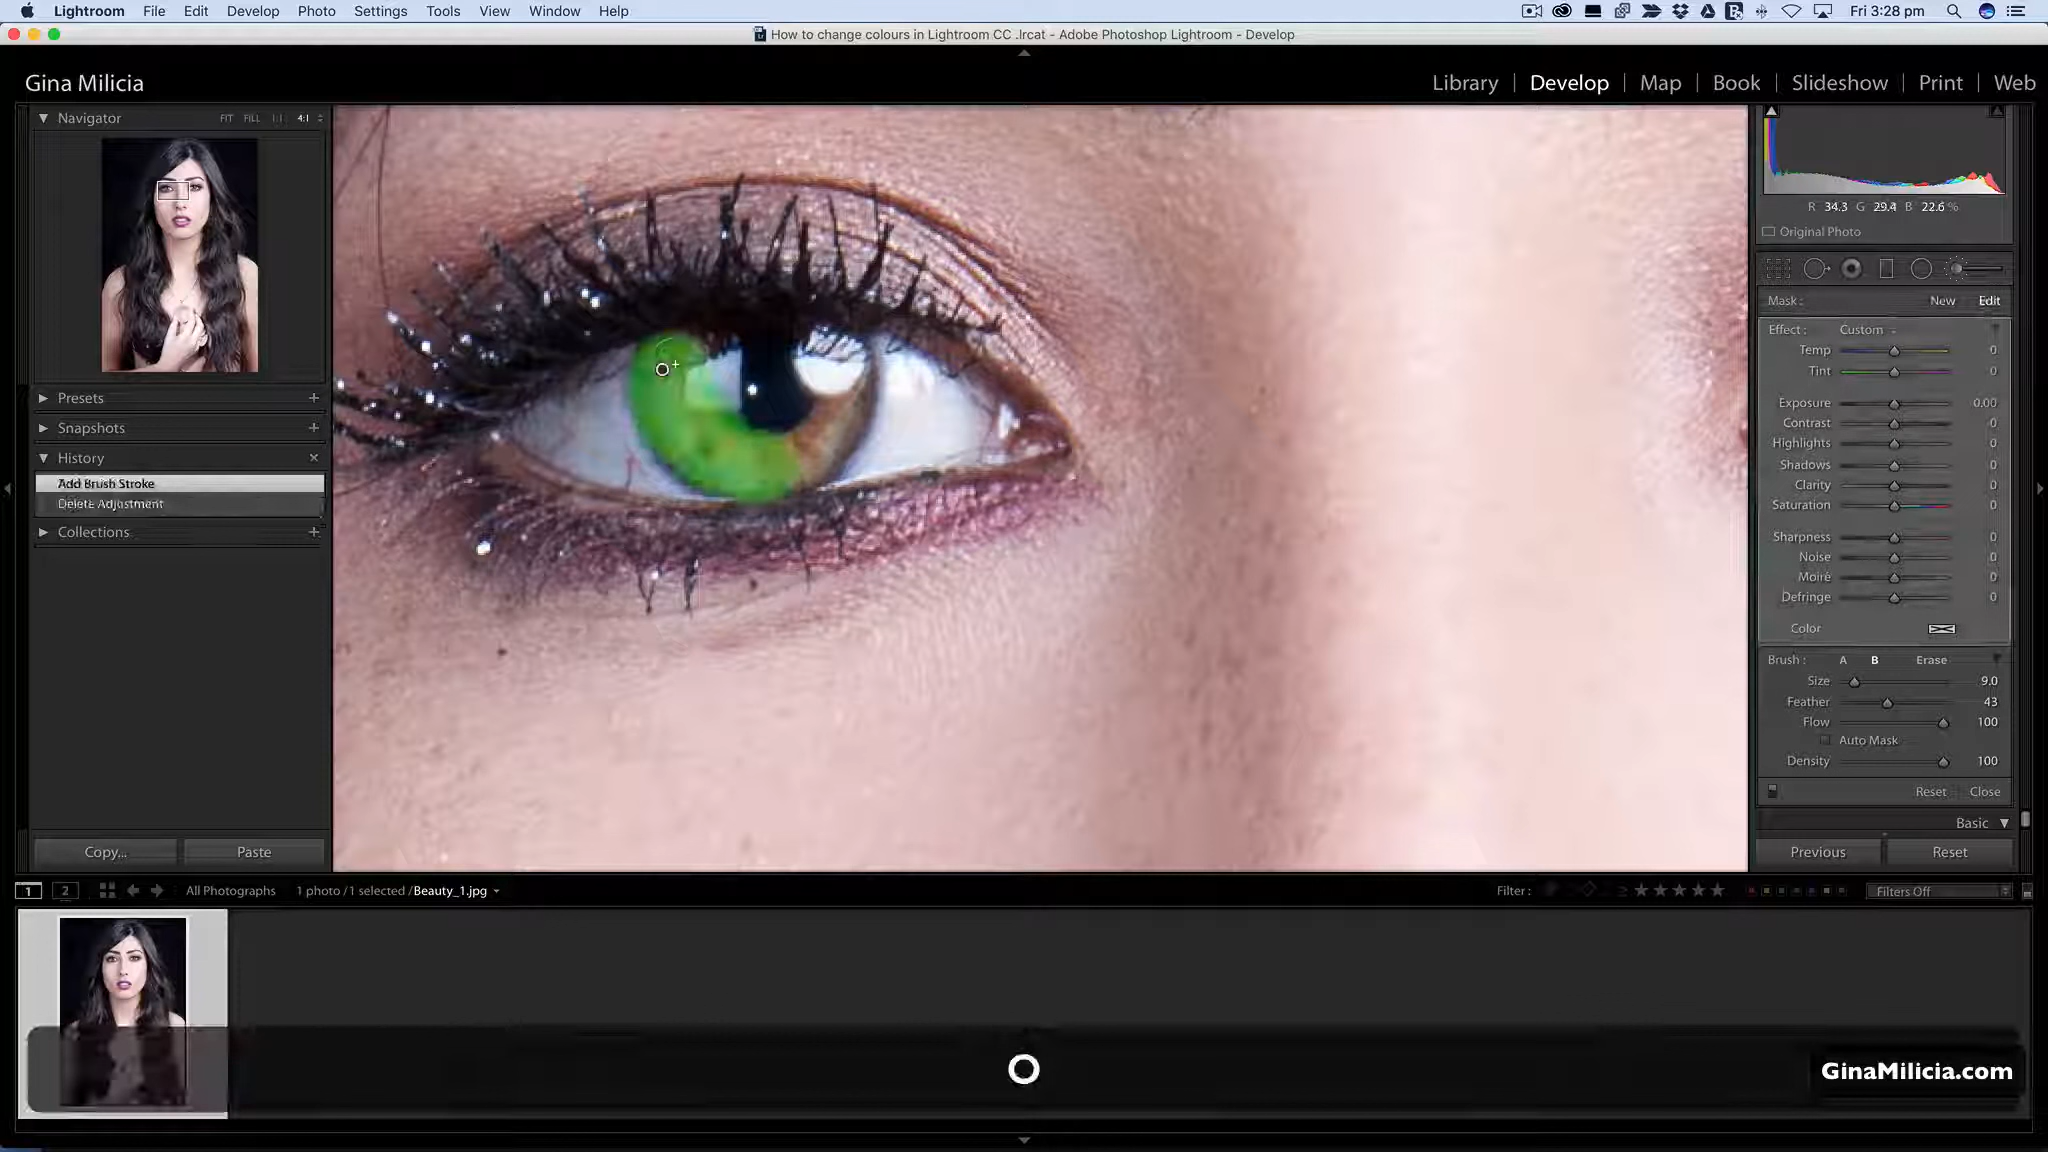 Lightroom File Edit Develop Photo Settings Tools View Window Help Fri 3:28 pm
How to change colours in Lightroom CC .lrcat - Adobe Photoshop Lightroom - Develop
Gina Milicia
Library | Develop | Map | Book | Slideshow | Print | Web
Navigator FIT FILL 1:1 4:1
Presets
Snapshots
History
Add Brush Stroke
Delete Adjustment
Collections
Copy... Paste
R 34.3 G 29.4 B 22.6 %
Original Photo
Mask : New Edit
Effect : Custom
Temp 0
Tint 0
Exposure 0.00
Contrast 0
Highlights 0
Shadows 0
Clarity 0
Saturation 0
Sharpness 0
Noise 0
Moiré 0
Defringe 0
Color
Brush : A B Erase
Size 9.0
Feather 43
Flow 100
Auto Mask
Density 100
Reset Close
Basic
Previous Reset
1 2 All Photographs 1 photo / 1 selected / Beauty_1.jpg Filter : Filters Off
O
GinaMilicia.com